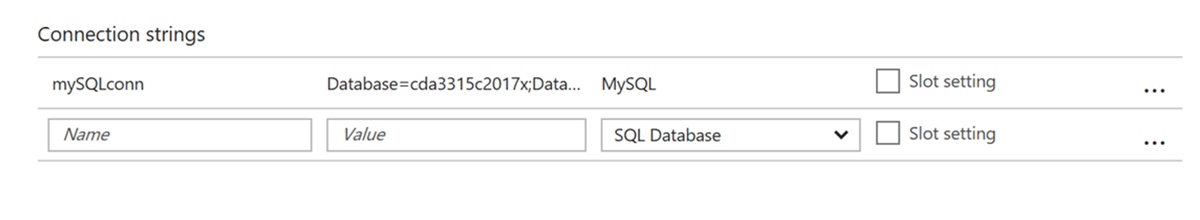 Connection strings
mySQLconn Database=cda3315c2017x;Data... MySQL Slot setting ...
Name Value SQL Database Slot setting ...